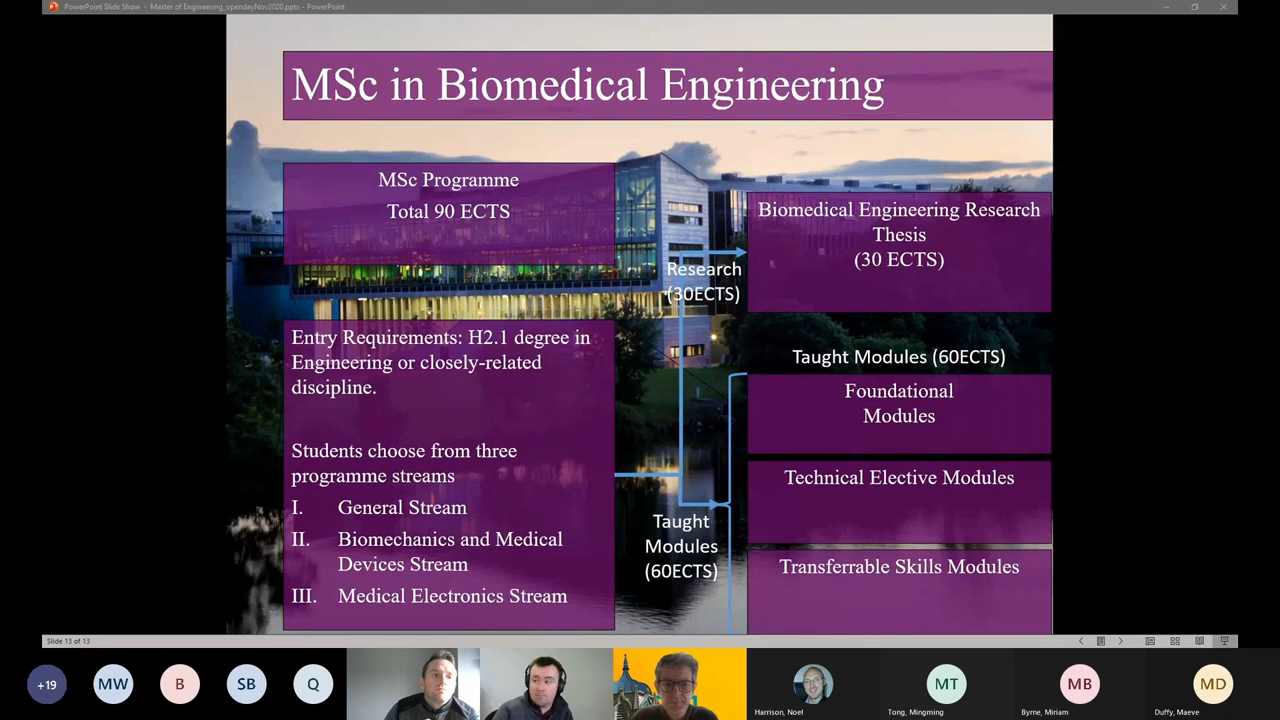 PowerPoint Slide Show - Master of Engineering_opendayNov2020.pptx - PowerPoint
MSc in Biomedical Engineering
MSc Programme
Total 90 ECTS
Biomedical Engineering Research
Thesis
(30 ECTS)
Research
(30ECTS)
Entry Requirements: H2.1 degree in
Engineering or closely-related
discipline.
Students choose from three
programme streams
I. General Stream
II. Biomechanics and Medical
Devices Stream
III. Medical Electronics Stream
Taught
Modules
(60ECTS)
Taught Modules (60ECTS)
Foundational
Modules
Technical Elective Modules
Transferrable Skills Modules
Slide 13 of 13
+19
MW
B
SB
Q
Harrison, Noel
MT
Tong, Mingming
MB
Byrne, Miriam
MD
Duffy, Maeve